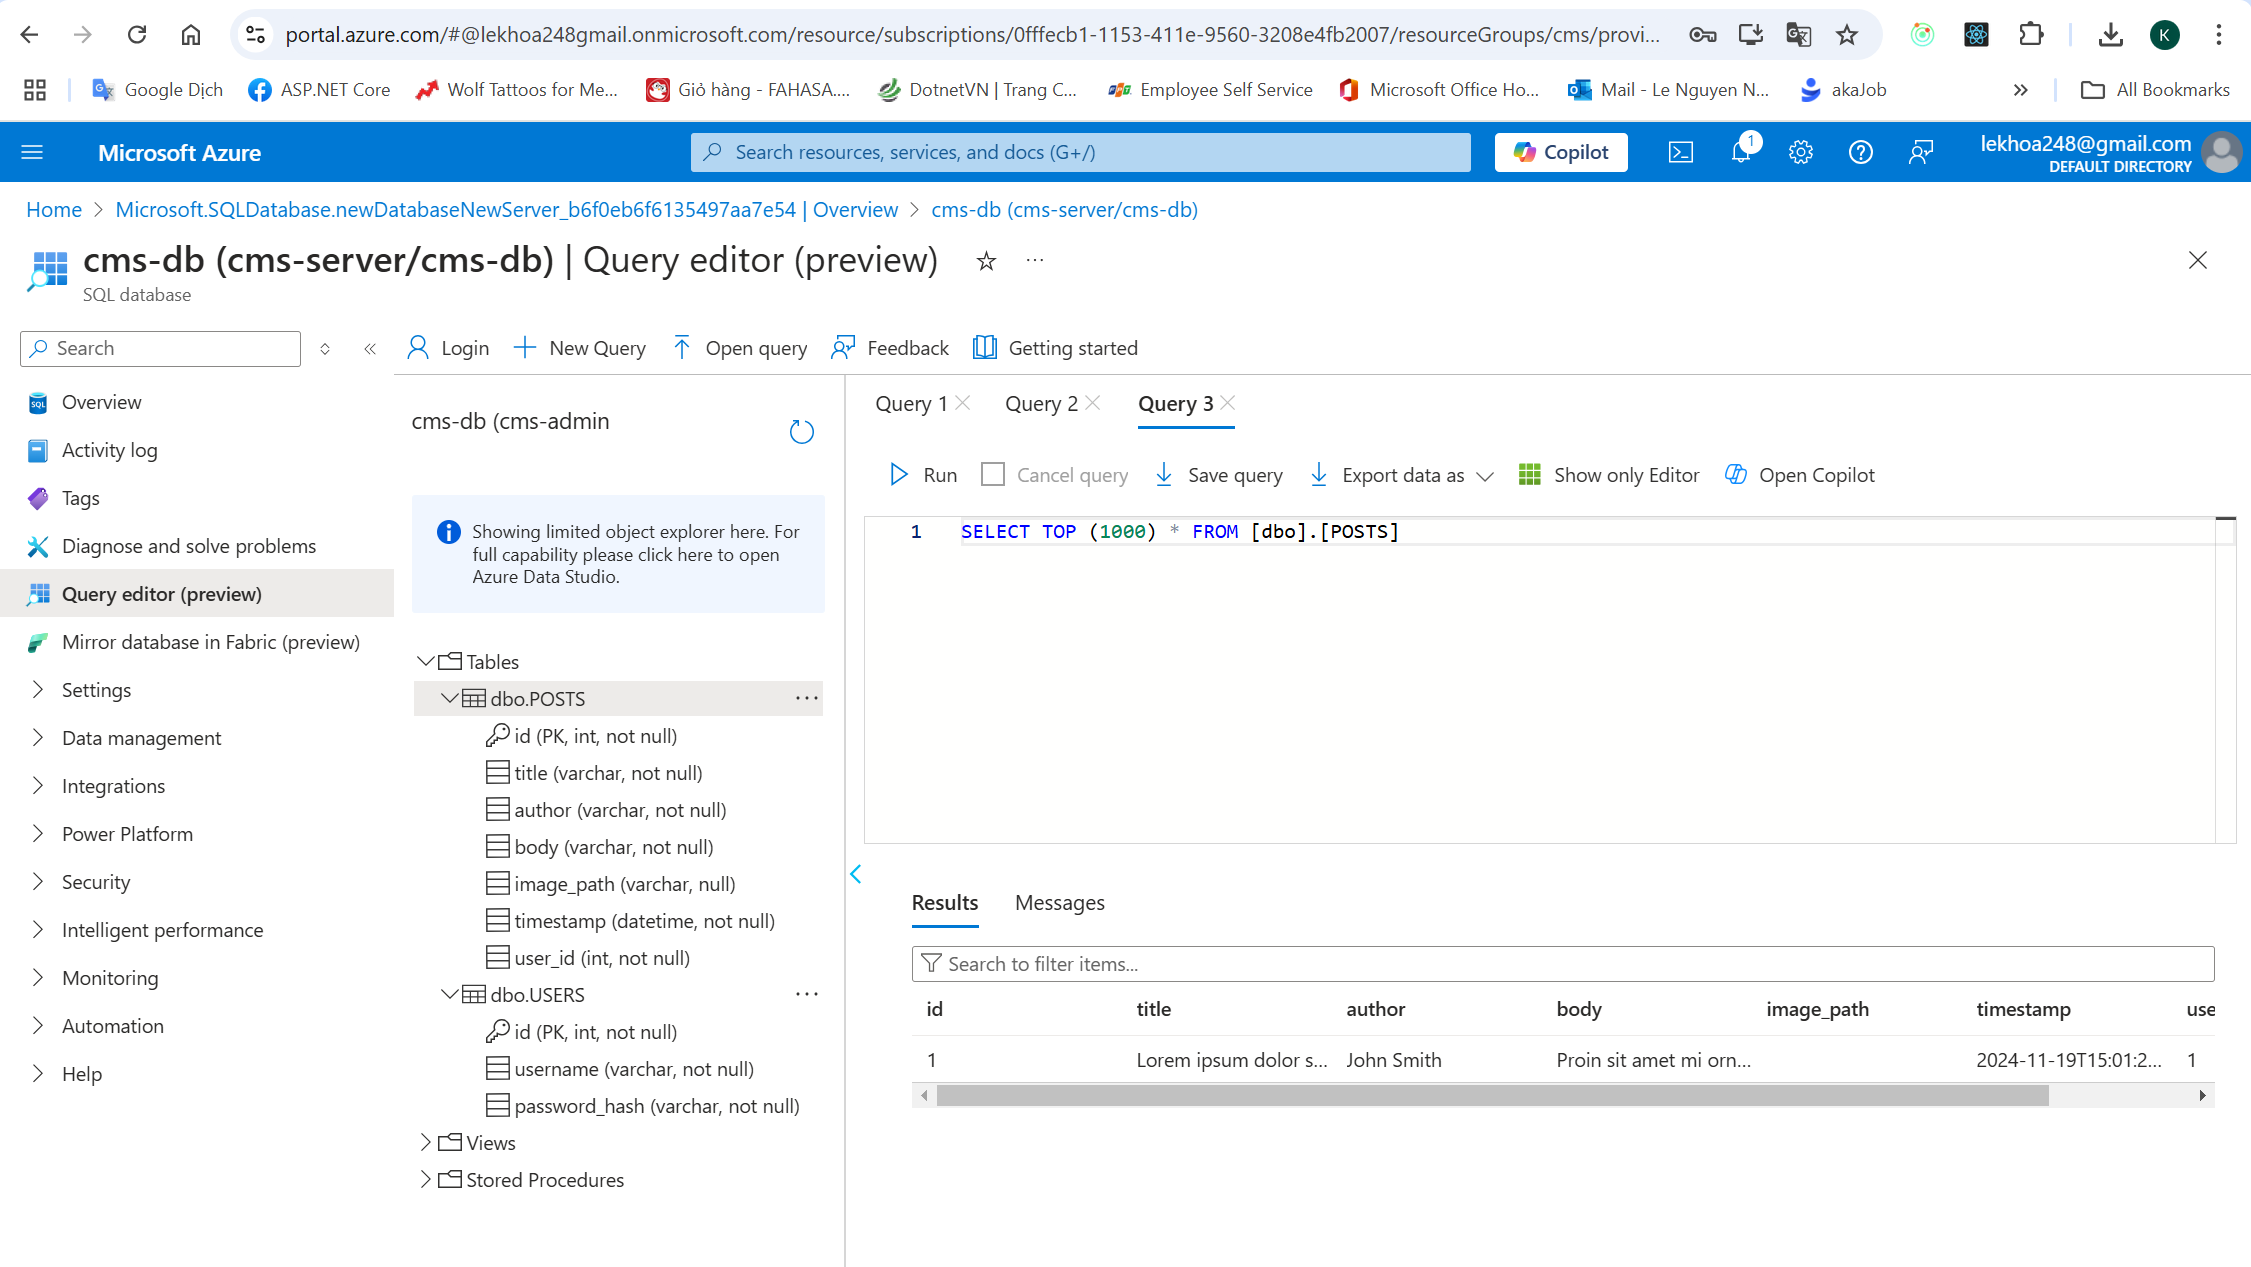 portal.azure.com/#@lekhoa248gmail.onmicrosoft.com/resource/subscriptions/0fffecb1-1153-411e-9560-3208e4fb2007/resourceGroups/cms/provi...
K
Google Dịch
ASP.NET Core
Wolf Tattoos for Me...
Giỏ hàng - FAHASA....
DotnetVN | Trang C...
Employee Self Service
Microsoft Office Ho...
Mail - Le Nguyen N...
akaJob
All Bookmarks
Microsoft Azure
Search resources, services, and docs (G+/)
Copilot
1
lekhoa248@gmail.com
DEFAULT DIRECTORY
Home > Microsoft.SQLDatabase.newDatabaseNewServer_b6f0eb6f6135497aa7e54 | Overview > cms-db (cms-server/cms-db)
cms-db (cms-server/cms-db) | Query editor (preview)
SQL database
Search
Login
New Query
Open query
Feedback
Getting started
Overview
Activity log
Tags
Diagnose and solve problems
Query editor (preview)
Mirror database in Fabric (preview)
Settings
Data management
Integrations
Power Platform
Security
Intelligent performance
Monitoring
Automation
Help
cms-db (cms-admin
Showing limited object explorer here. For
full capability please click here to open
Azure Data Studio.
Tables
dbo.POSTS
id (PK, int, not null)
title (varchar, not null)
author (varchar, not null)
body (varchar, not null)
image_path (varchar, null)
timestamp (datetime, not null)
user_id (int, not null)
dbo.USERS
id (PK, int, not null)
username (varchar, not null)
password_hash (varchar, not null)
Views
Stored Procedures
Query 1
Query 2
Query 3
Run
Cancel query
Save query
Export data as
Show only Editor
Open Copilot
1 SELECT TOP (1000) * FROM [dbo].[POSTS]
Results
Messages
Search to filter items...
id title author body image_path timestamp use
1 Lorem ipsum dolor s... John Smith Proin sit amet mi orn... 2024-11-19T15:01:2... 1